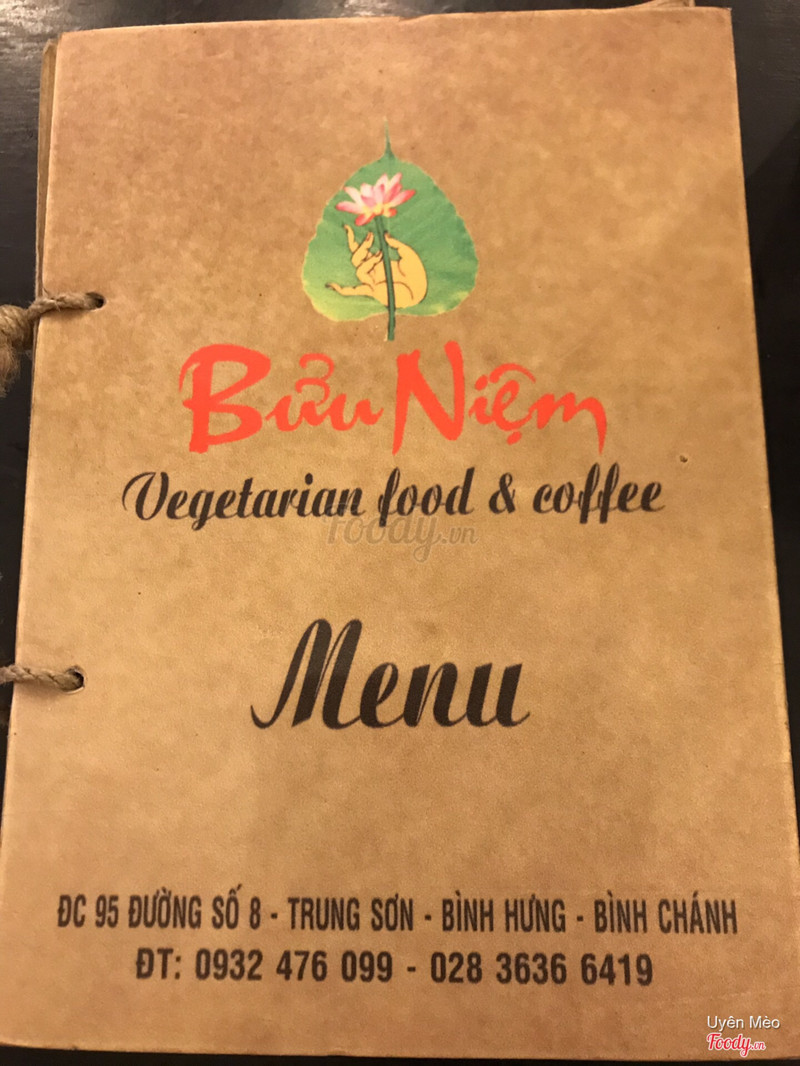 Bửu Niệm
Vegetarian food & coffee
Foody.vn
Menu
ĐC 95 ĐƯỜNG SỐ 8 - TRUNG SƠN - BÌNH HƯNG - BÌNH CHÁNH
ĐT: 0932 476 099 - 028 3636 6419
Uyên Mèo
Foody.vn